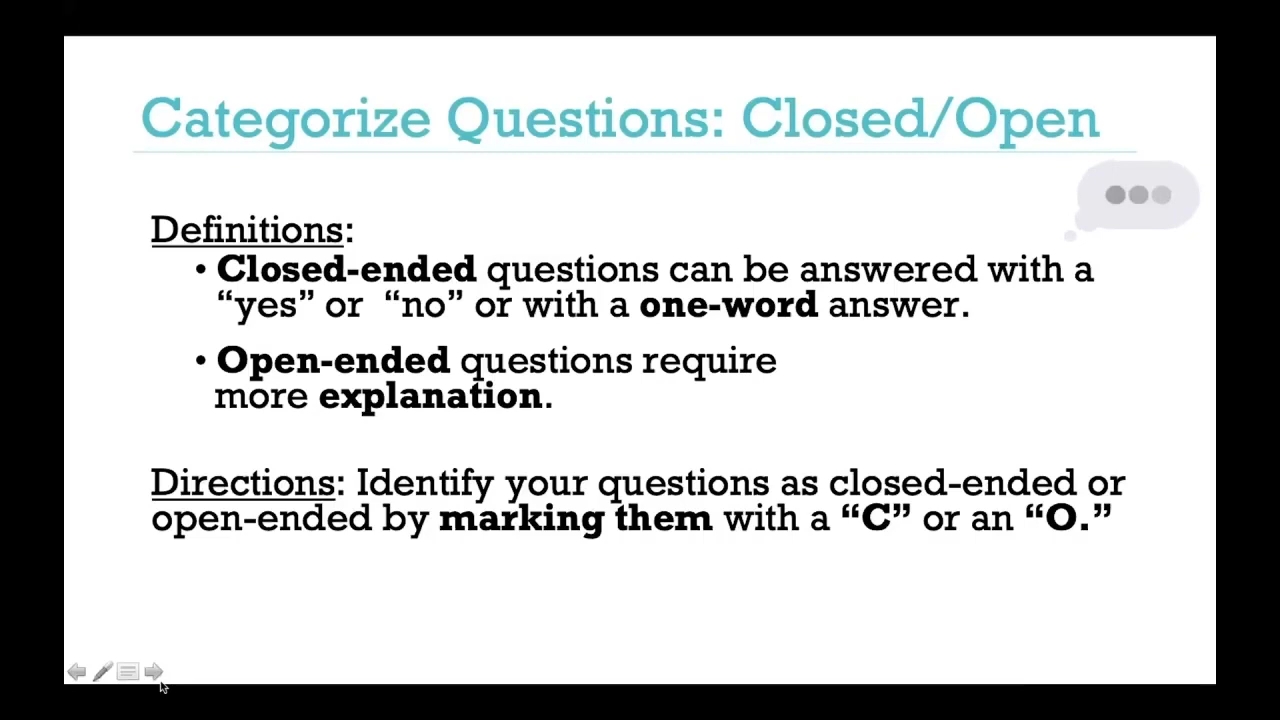 Categorize Questions: Closed/Open
Definitions:
• Closed-ended questions can be answered with a
“yes” or “no” or with a one-word answer.
• Open-ended questions require
more explanation.
Directions: Identify your questions as closed-ended or
open-ended by marking them with a “C” or an “O.”